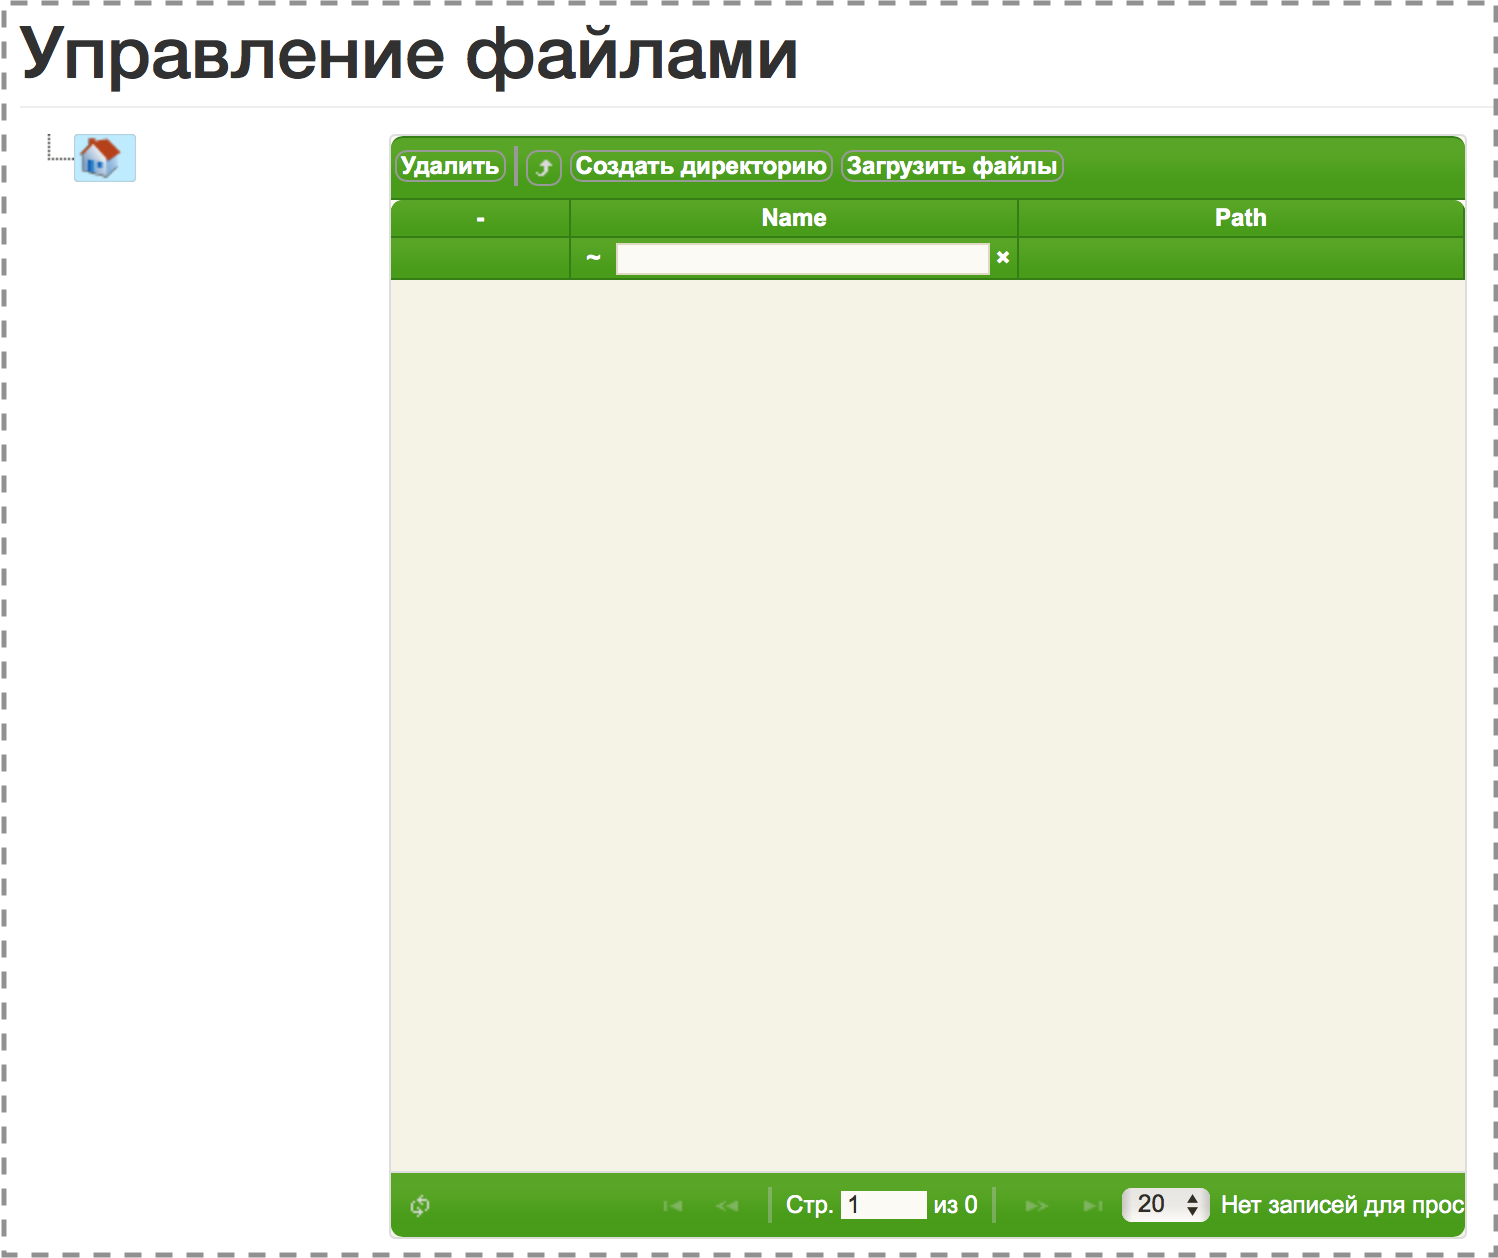 Управление файлами
Удалить Создать директорию Загрузить файлы
- Name Path
~ ×
Стр. 1 из 0 20 Нет записей для прос